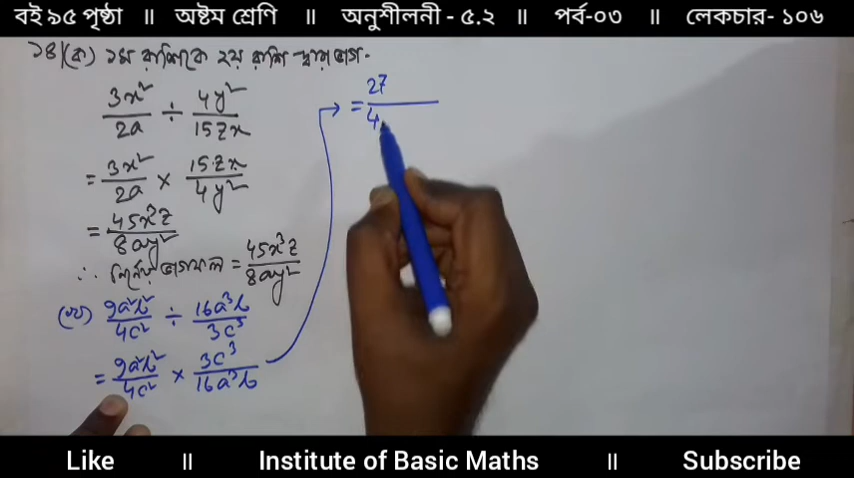 বই ৯৫ পৃষ্ঠা ॥ অষ্টম শ্রেণি ॥ অনুশীলনী - ৫.২ ॥ পর্ব-০৩ ॥ লেকচার- ১০৬
১৪|(ক) ১ম রাশিকে ২য় রাশি দ্বারা ভাগ-
3x²/2a ÷ 4y²/15zx
= 3x²/2a × 15zx/4y²
= 45x³z/8ay²
∴ নির্ণেয় ভাগফল = 45x³z/8ay²
(খ) 9a²b²/4c² ÷ 16a³b/3c³
= 9a²b²/4c² × 3c³/16a³b
= 27/4
Like ॥ Institute of Basic Maths ॥ Subscribe